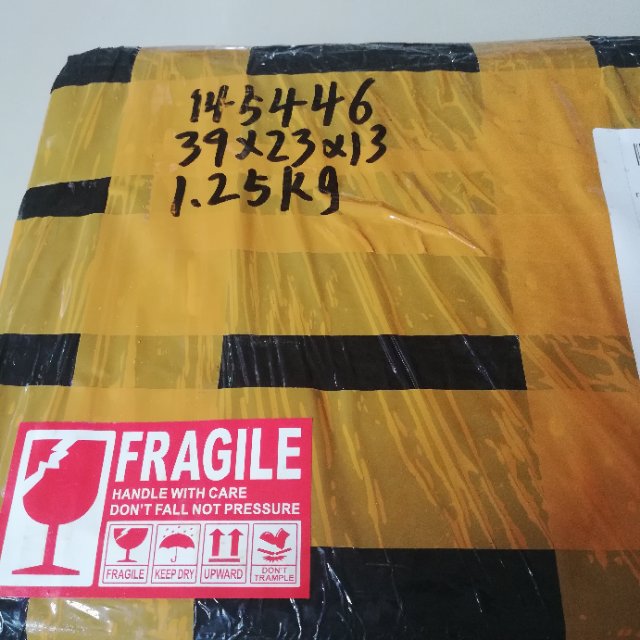 145446
39x23x13
1.25Kg
FRAGILE
HANDLE WITH CARE
DON'T FALL NOT PRESSURE
FRAGILE
KEEP DRY
UPWARD
DON'T
TRAMPLE